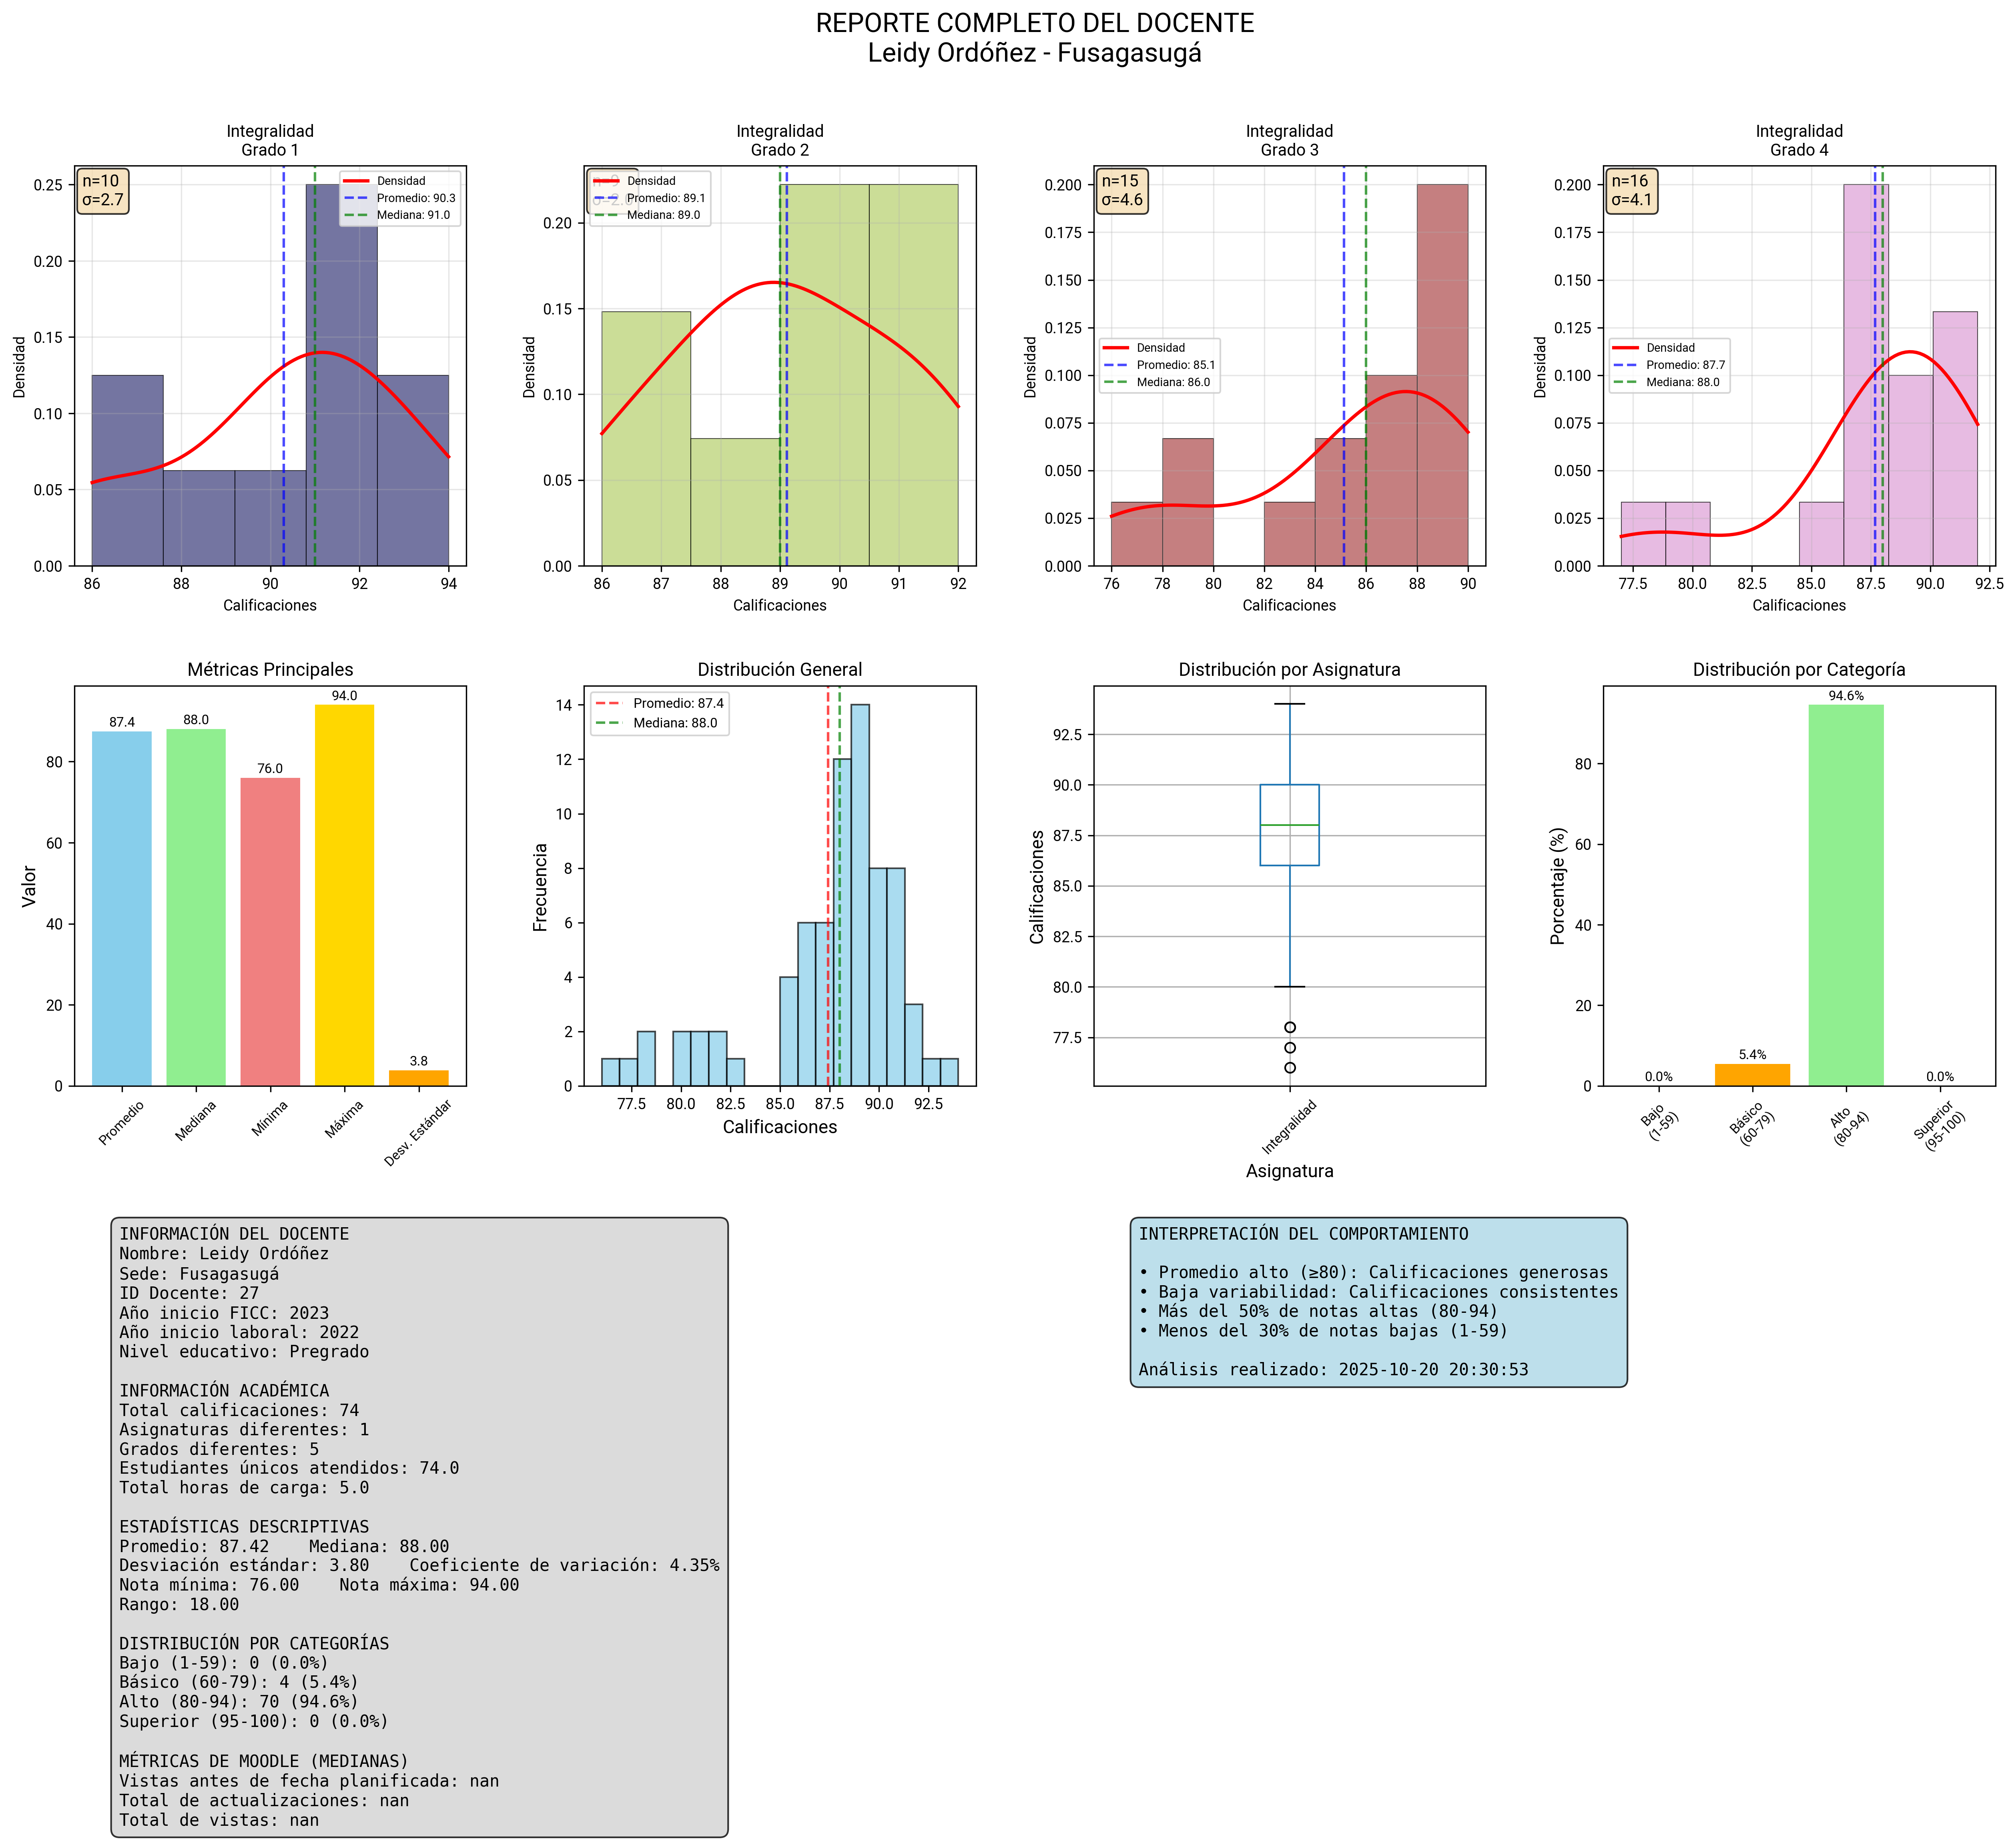 REPORTE COMPLETO DEL DOCENTE
Leidy Ordóñez - Fusagasugá
Integralidad
Grado 1
n=10
σ=2.7
Densidad
Promedio: 90.3
Mediana: 91.0
0.25
0.20
0.15
0.10
0.05
0.00
Densidad
86 88 90 92 94
Calificaciones
Integralidad
Grado 2
Densidad
Promedio: 89.1
Mediana: 89.0
0.20
0.15
0.10
0.05
0.00
Densidad
86 87 88 89 90 91 92
Calificaciones
Integralidad
Grado 3
n=15
σ=4.6
Densidad
Promedio: 85.1
Mediana: 86.0
0.200
0.175
0.150
0.125
0.100
0.075
0.050
0.025
0.000
Densidad
76 78 80 82 84 86 88 90
Calificaciones
Integralidad
Grado 4
n=16
σ=4.1
Densidad
Promedio: 87.7
Mediana: 88.0
0.200
0.175
0.150
0.125
0.100
0.075
0.050
0.025
0.000
Densidad
77.5 80.0 82.5 85.0 87.5 90.0 92.5
Calificaciones
Métricas Principales
87.4 88.0 76.0 94.0 3.8
80
60
40
20
0
Valor
Promedio Mediana Mínima Máxima Desv. Estándar
Distribución General
Promedio: 87.4
Mediana: 88.0
14
12
10
8
6
4
2
0
Frecuencia
77.5 80.0 82.5 85.0 87.5 90.0 92.5
Calificaciones
Distribución por Asignatura
92.5
90.0
87.5
85.0
82.5
80.0
77.5
Calificaciones
Integralidad
Asignatura
Distribución por Categoría
0.0% 5.4% 94.6% 0.0%
80
60
40
20
0
Porcentaje (%)
Bajo
(1-59)
Básico
(60-79)
Alto
(80-94)
Superior
(95-100)
INFORMACIÓN DEL DOCENTE
Nombre: Leidy Ordóñez
Sede: Fusagasugá
ID Docente: 27
Año inicio FICC: 2023
Año inicio laboral: 2022
Nivel educativo: Pregrado
INFORMACIÓN ACADÉMICA
Total calificaciones: 74
Asignaturas diferentes: 1
Grados diferentes: 5
Estudiantes únicos atendidos: 74.0
Total horas de carga: 5.0
ESTADÍSTICAS DESCRIPTIVAS
Promedio: 87.42    Mediana: 88.00
Desviación estándar: 3.80    Coeficiente de variación: 4.35%
Nota mínima: 76.00    Nota máxima: 94.00
Rango: 18.00
DISTRIBUCIÓN POR CATEGORÍAS
Bajo (1-59): 0 (0.0%)
Básico (60-79): 4 (5.4%)
Alto (80-94): 70 (94.6%)
Superior (95-100): 0 (0.0%)
MÉTRICAS DE MOODLE (MEDIANAS)
Vistas antes de fecha planificada: nan
Total de actualizaciones: nan
Total de vistas: nan
INTERPRETACIÓN DEL COMPORTAMIENTO
• Promedio alto (≥80): Calificaciones generosas
• Baja variabilidad: Calificaciones consistentes
• Más del 50% de notas altas (80-94)
• Menos del 30% de notas bajas (1-59)
Análisis realizado: 2025-10-20 20:30:53